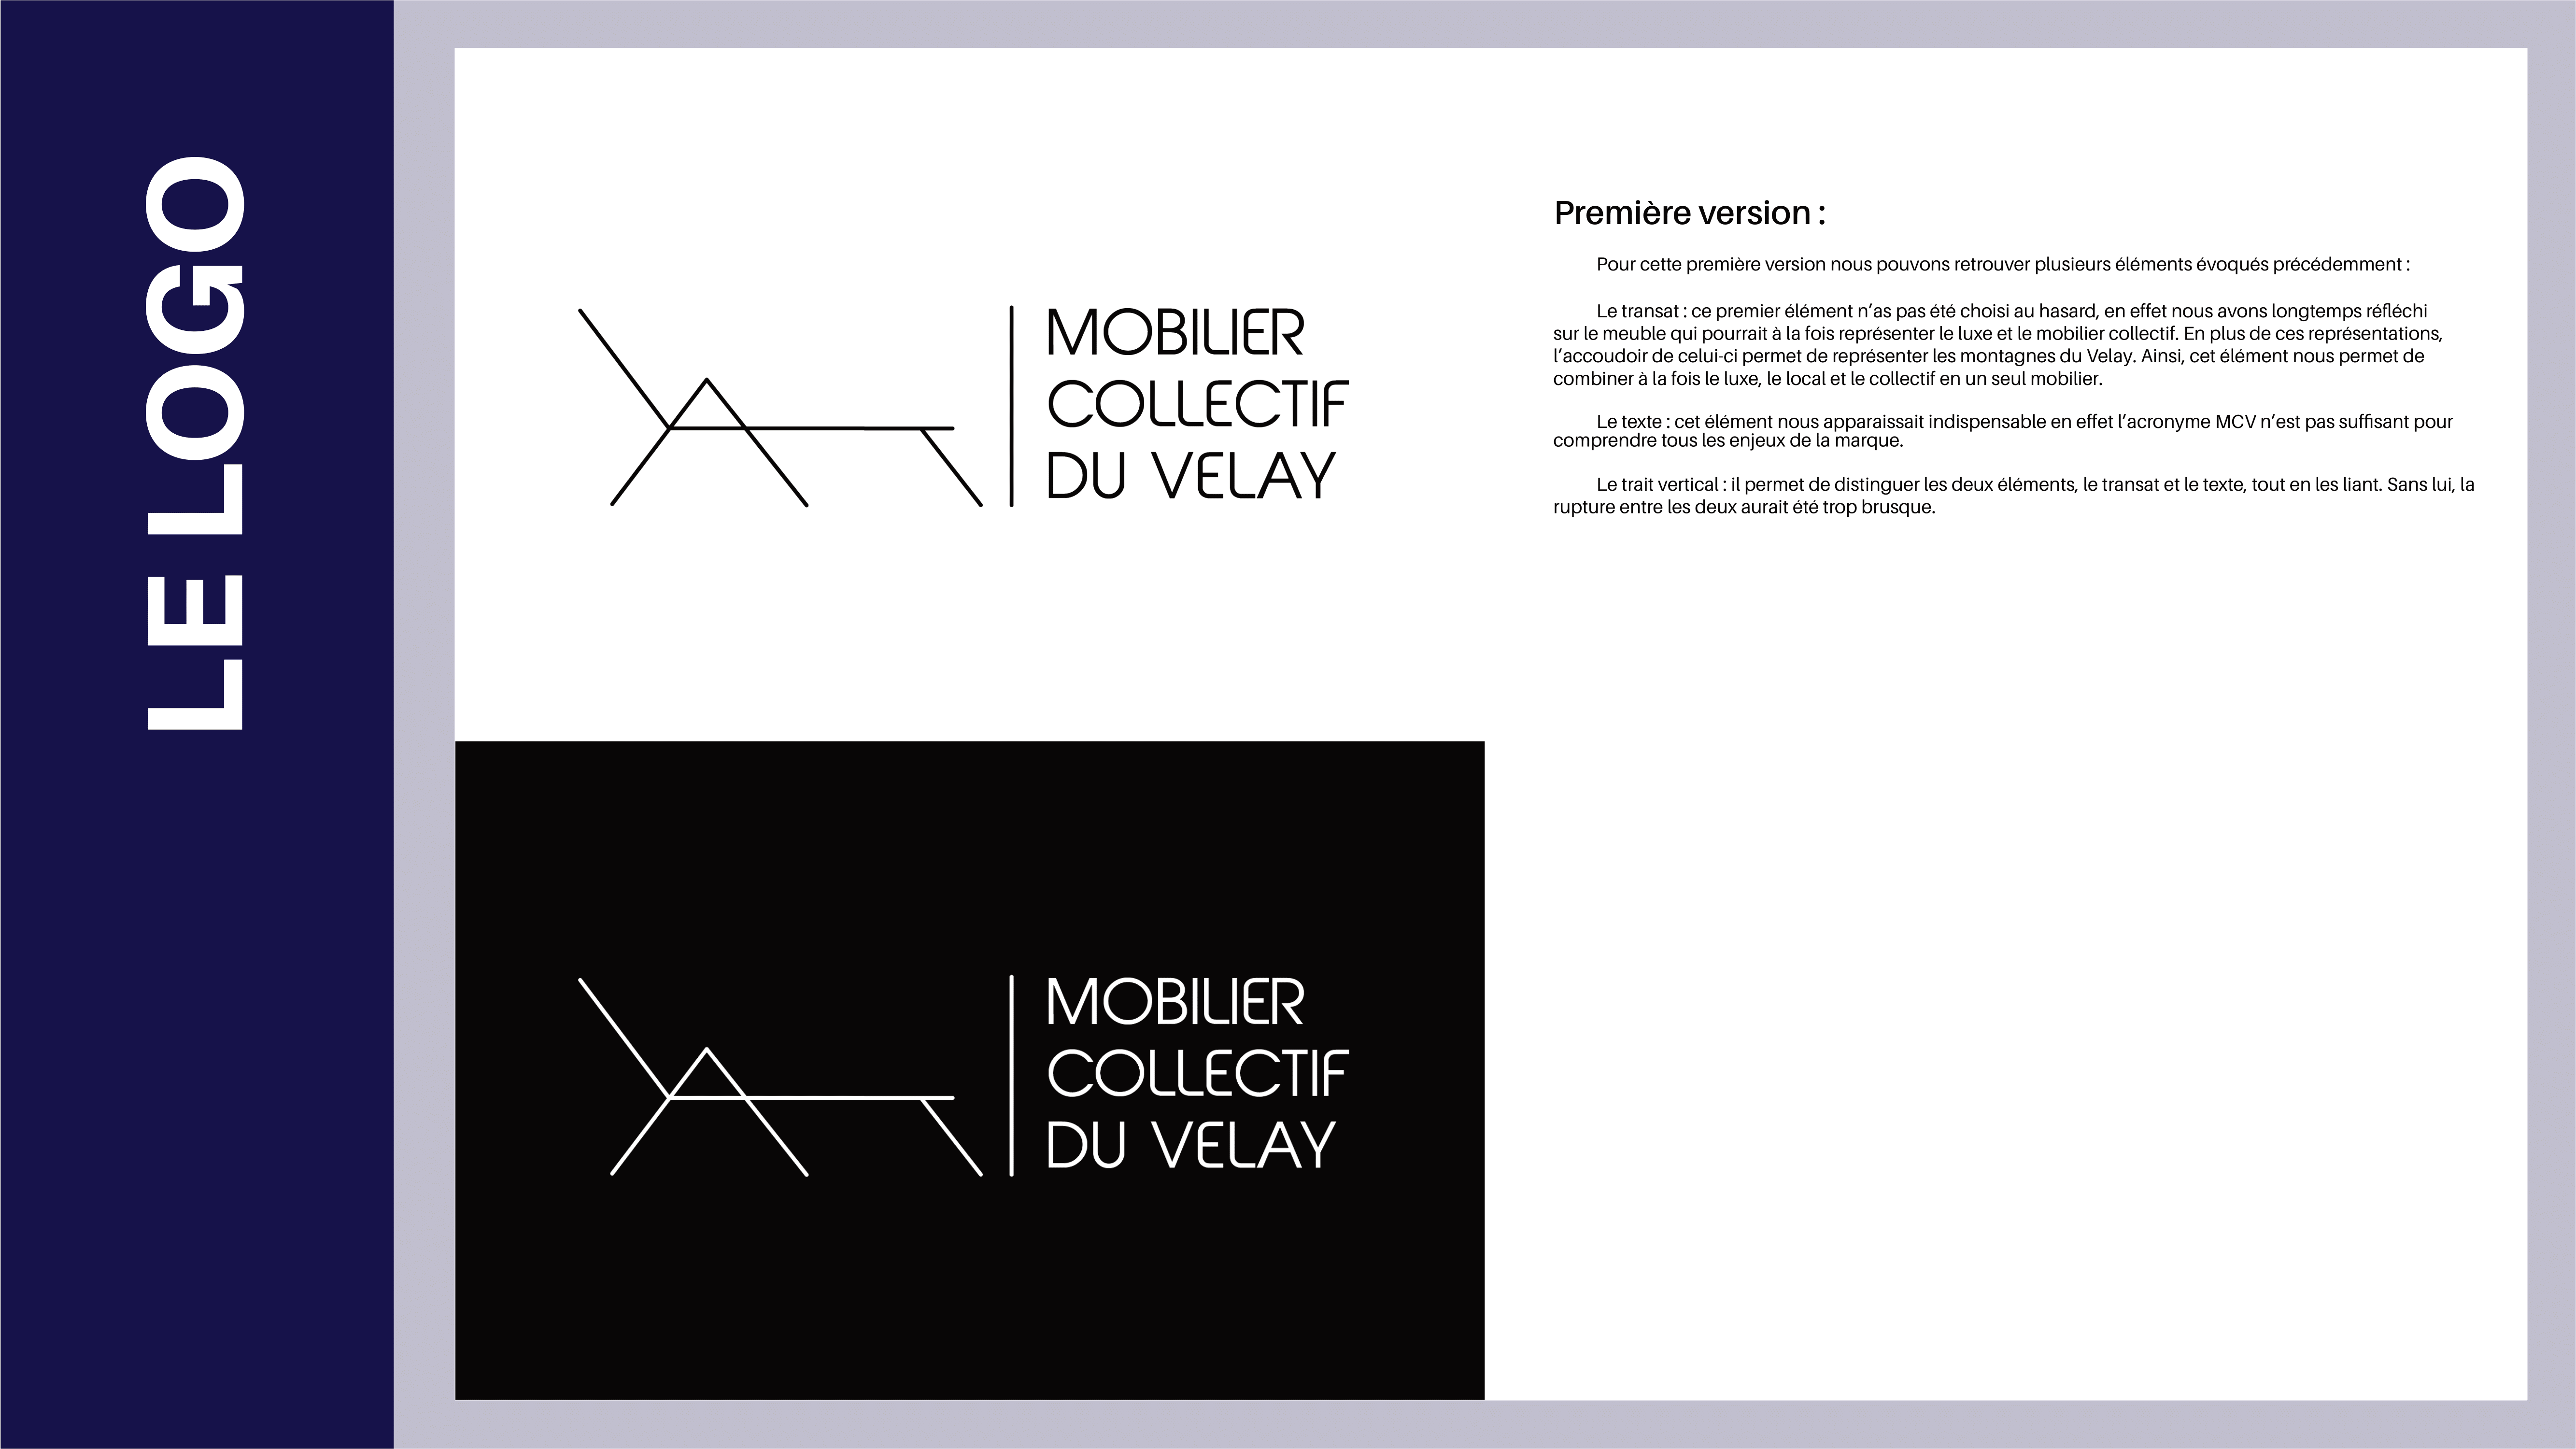 LE LOGO
MOBILIER
COLLECTIF
DU VELAY
Première version :
Pour cette première version nous pouvons retrouver plusieurs éléments évoqués précédemment :
Le transat : ce premier élément n’as pas été choisi au hasard, en effet nous avons longtemps réfléchi
sur le meuble qui pourrait à la fois représenter le luxe et le mobilier collectif. En plus de ces représentations,
l’accoudoir de celui-ci permet de représenter les montagnes du Velay. Ainsi, cet élément nous permet de
combiner à la fois le luxe, le local et le collectif en un seul mobilier.
Le texte : cet élément nous apparaissait indispensable en effet l’acronyme MCV n’est pas suffisant pour
comprendre tous les enjeux de la marque.
Le trait vertical : il permet de distinguer les deux éléments, le transat et le texte, tout en les liant. Sans lui, la
rupture entre les deux aurait été trop brusque.
MOBILIER
COLLECTIF
DU VELAY